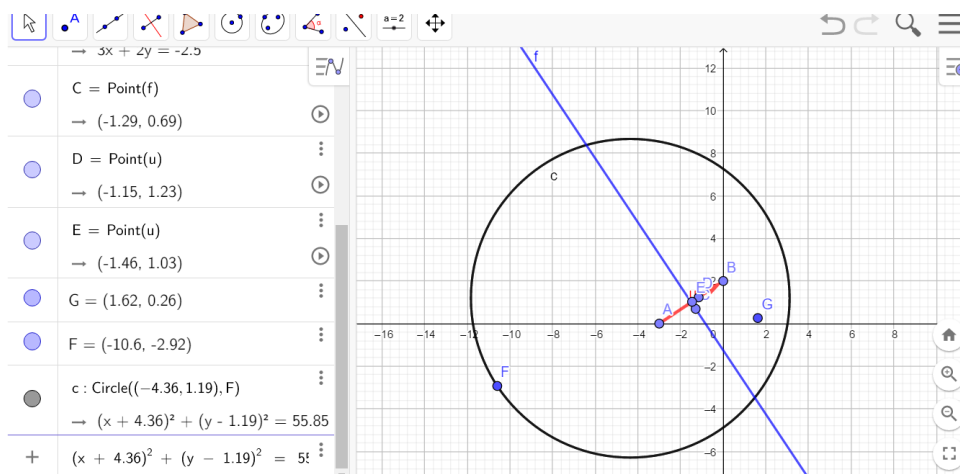 A
a=2
→ 3x + 2y = -2.5
C = Point(f)
→ (-1.29, 0.69)
D = Point(u)
→ (-1.15, 1.23)
E = Point(u)
→ (-1.46, 1.03)
G = (1.62, 0.26)
F = (-10.6, -2.92)
c : Circle((−4.36, 1.19), F)
→ (x + 4.36)² + (y - 1.19)² = 55.85
+ (x + 4.36)² + (y − 1.19)² =
f
12
10
8
c
6
4
B
D
E
A
G
−16 −14 −10 −8 −6 −4 −2 0 2 4 6 8
−2
F
−4
−6